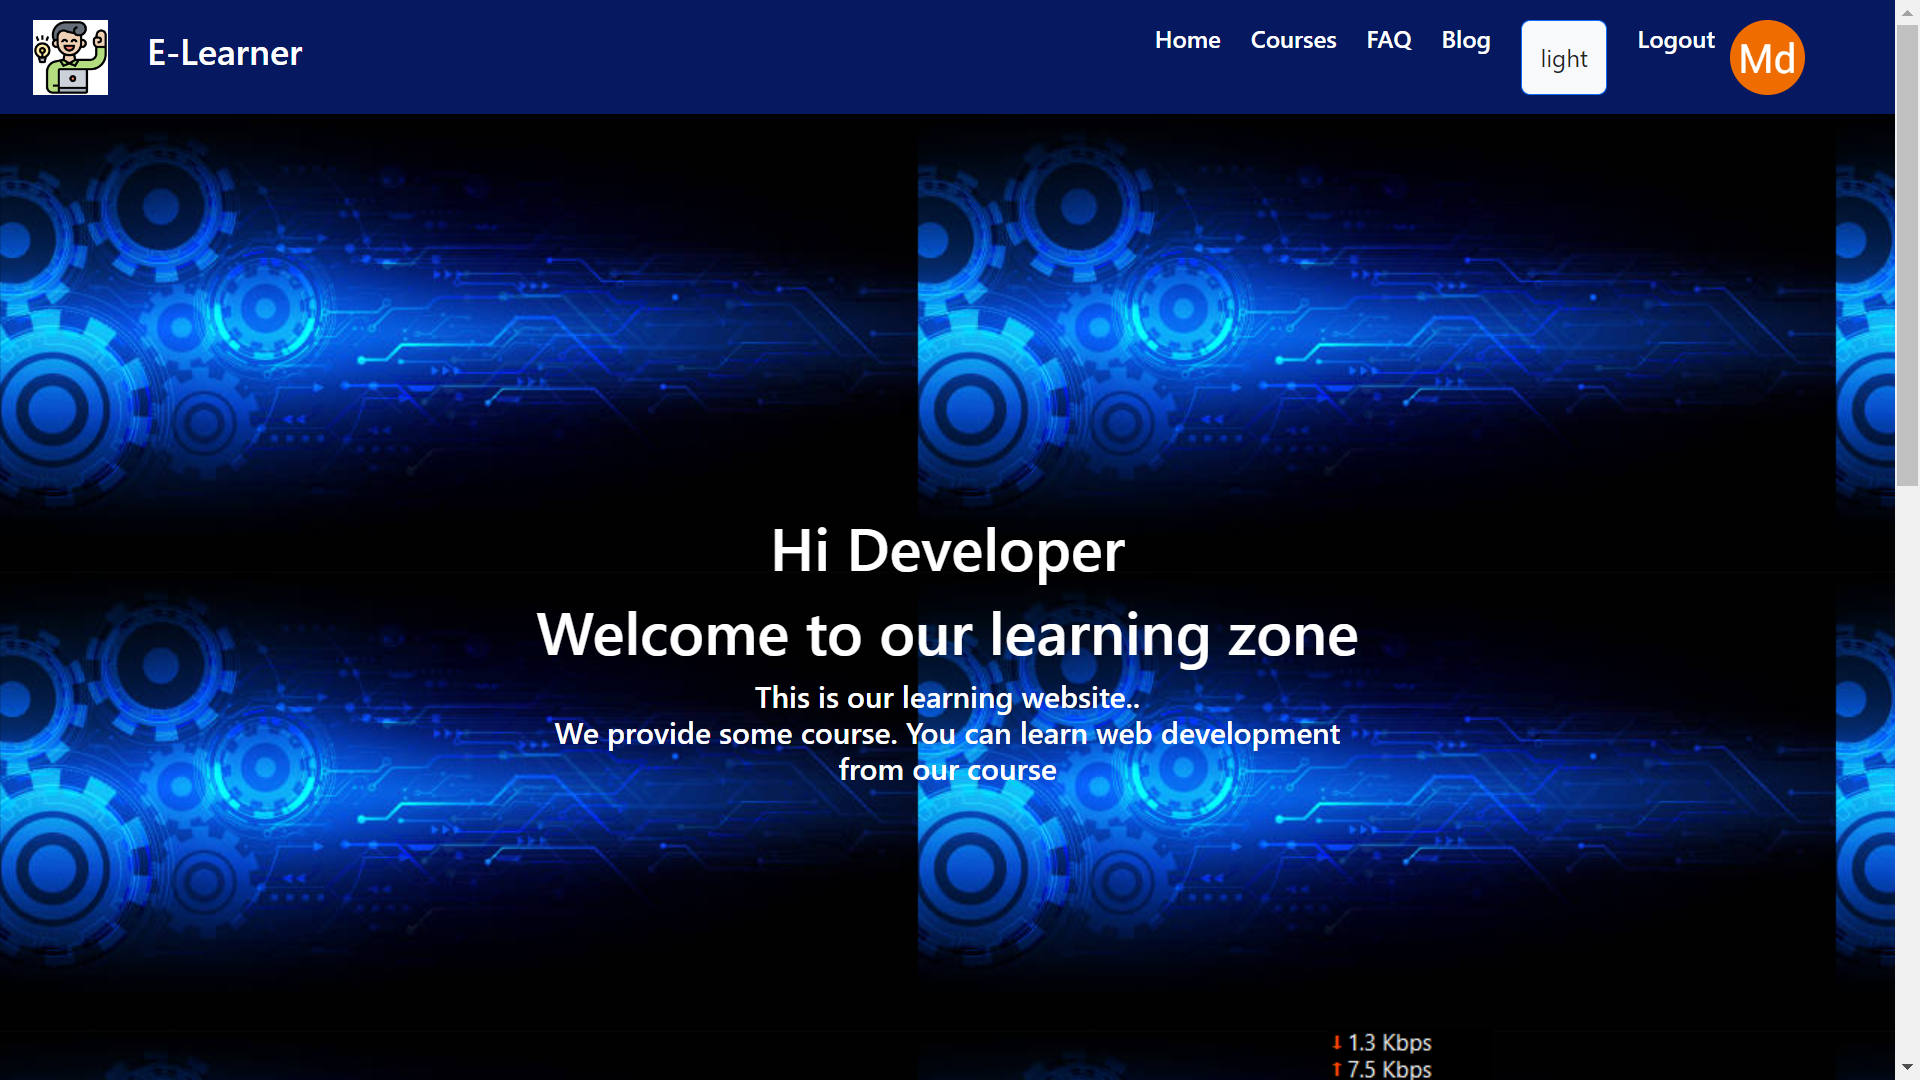 E-Learner
Home
Courses
FAQ
Blog
light
Logout
Md
Hi Developer
Welcome to our learning zone
This is our learning website..
We provide some course. You can learn web development
from our course
1.3 Kbps
7.5 Kbps